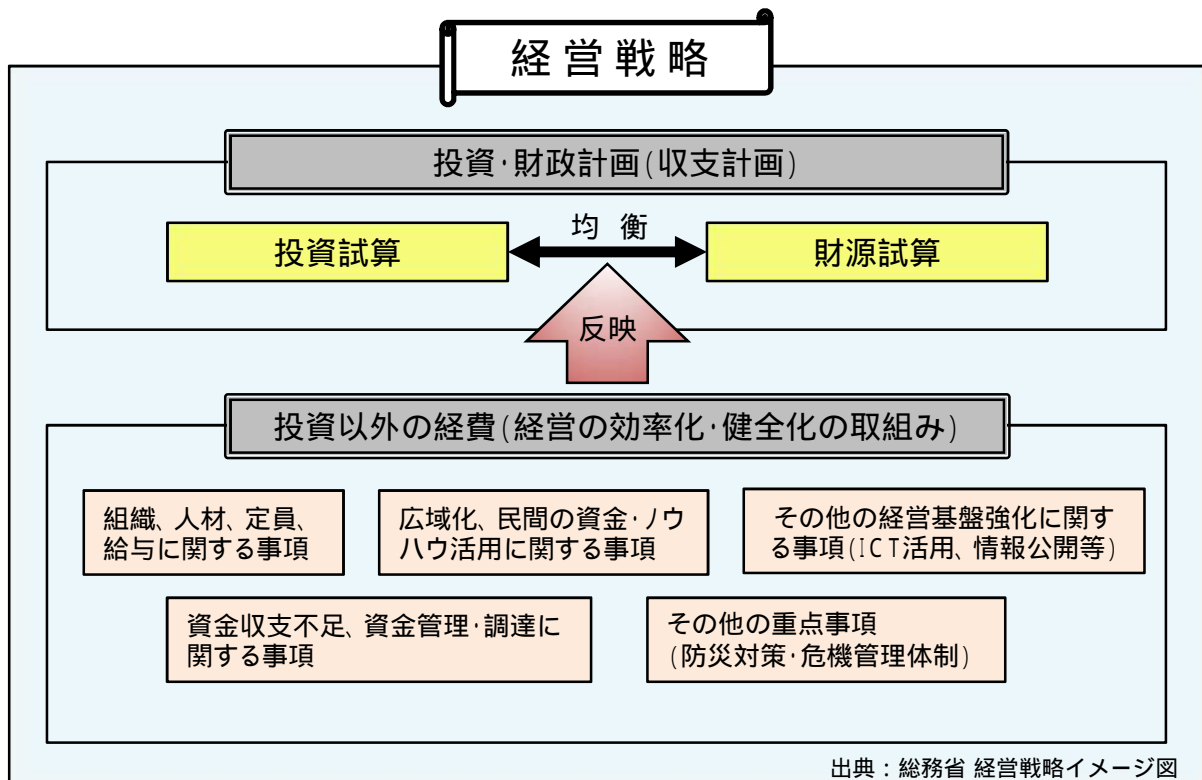 経営戦略
投資･財政計画(収支計画)
均衡
投資試算
財源試算
反映
投資以外の経費(経営の効率化･健全化の取組み)
組織、人材、定員、
給与に関する事項
広域化、民間の資金･ノウ
ハウ活用に関する事項
その他の経営基盤強化に関す
る事項(ICT活用、情報公開等)
資金収支不足、資金管理･調達に
関する事項
その他の重点事項
(防災対策･危機管理体制)
出典：総務省 経営戦略イメージ図